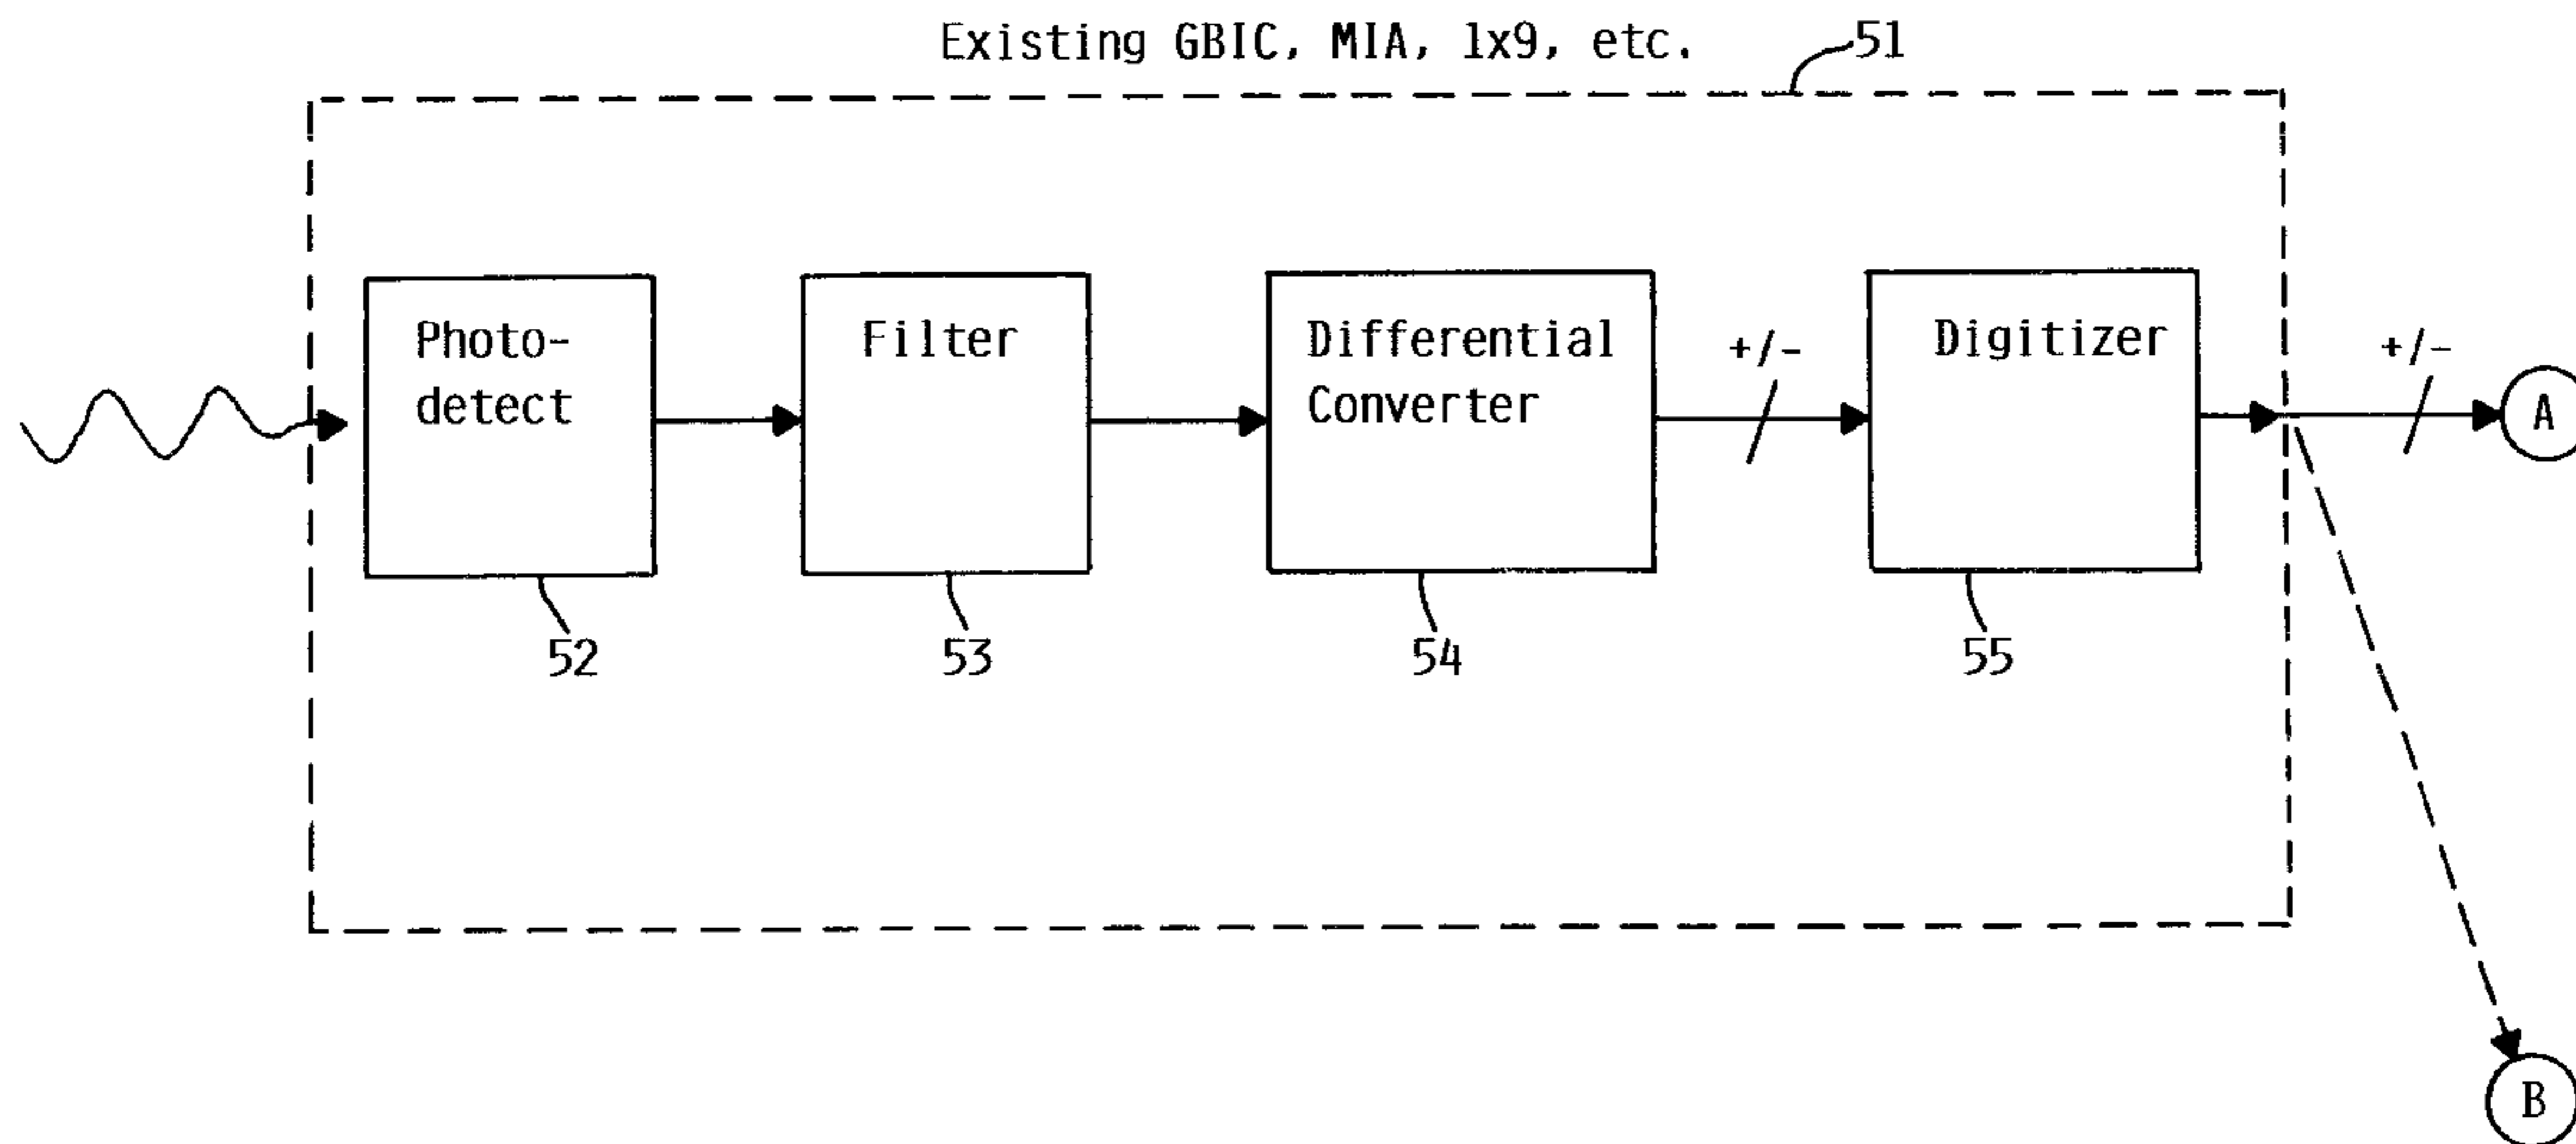 Existing GBIC, MIA, 1x9, etc.
51
Photo-
detect
Filter
Differential
Converter
+/-
Digitizer
+/-
A
52
53
54
55
B